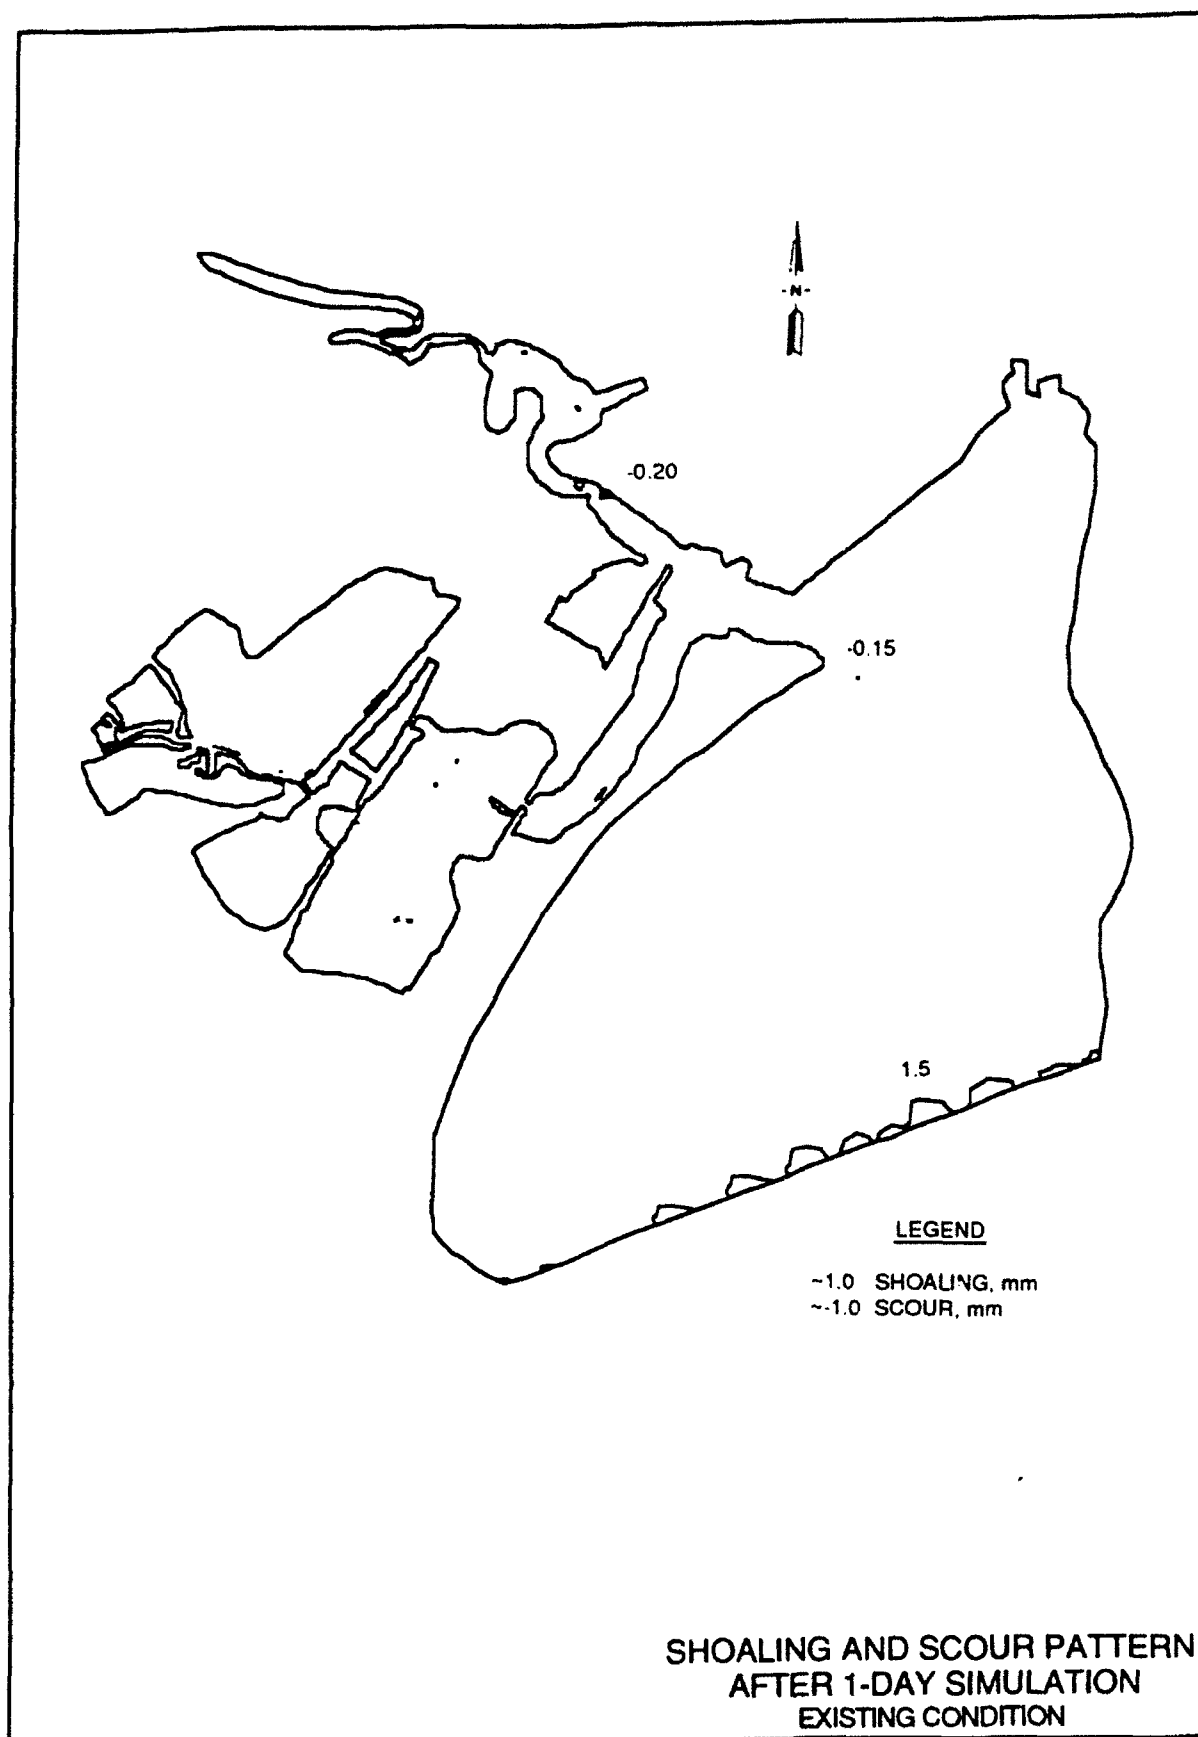 -N-
-0.20
-0.15
1.5
LEGEND
~1.0 SHOALING, mm
~-1.0 SCOUR, mm
SHOALING AND SCOUR PATTERN
AFTER 1-DAY SIMULATION
EXISTING CONDITION